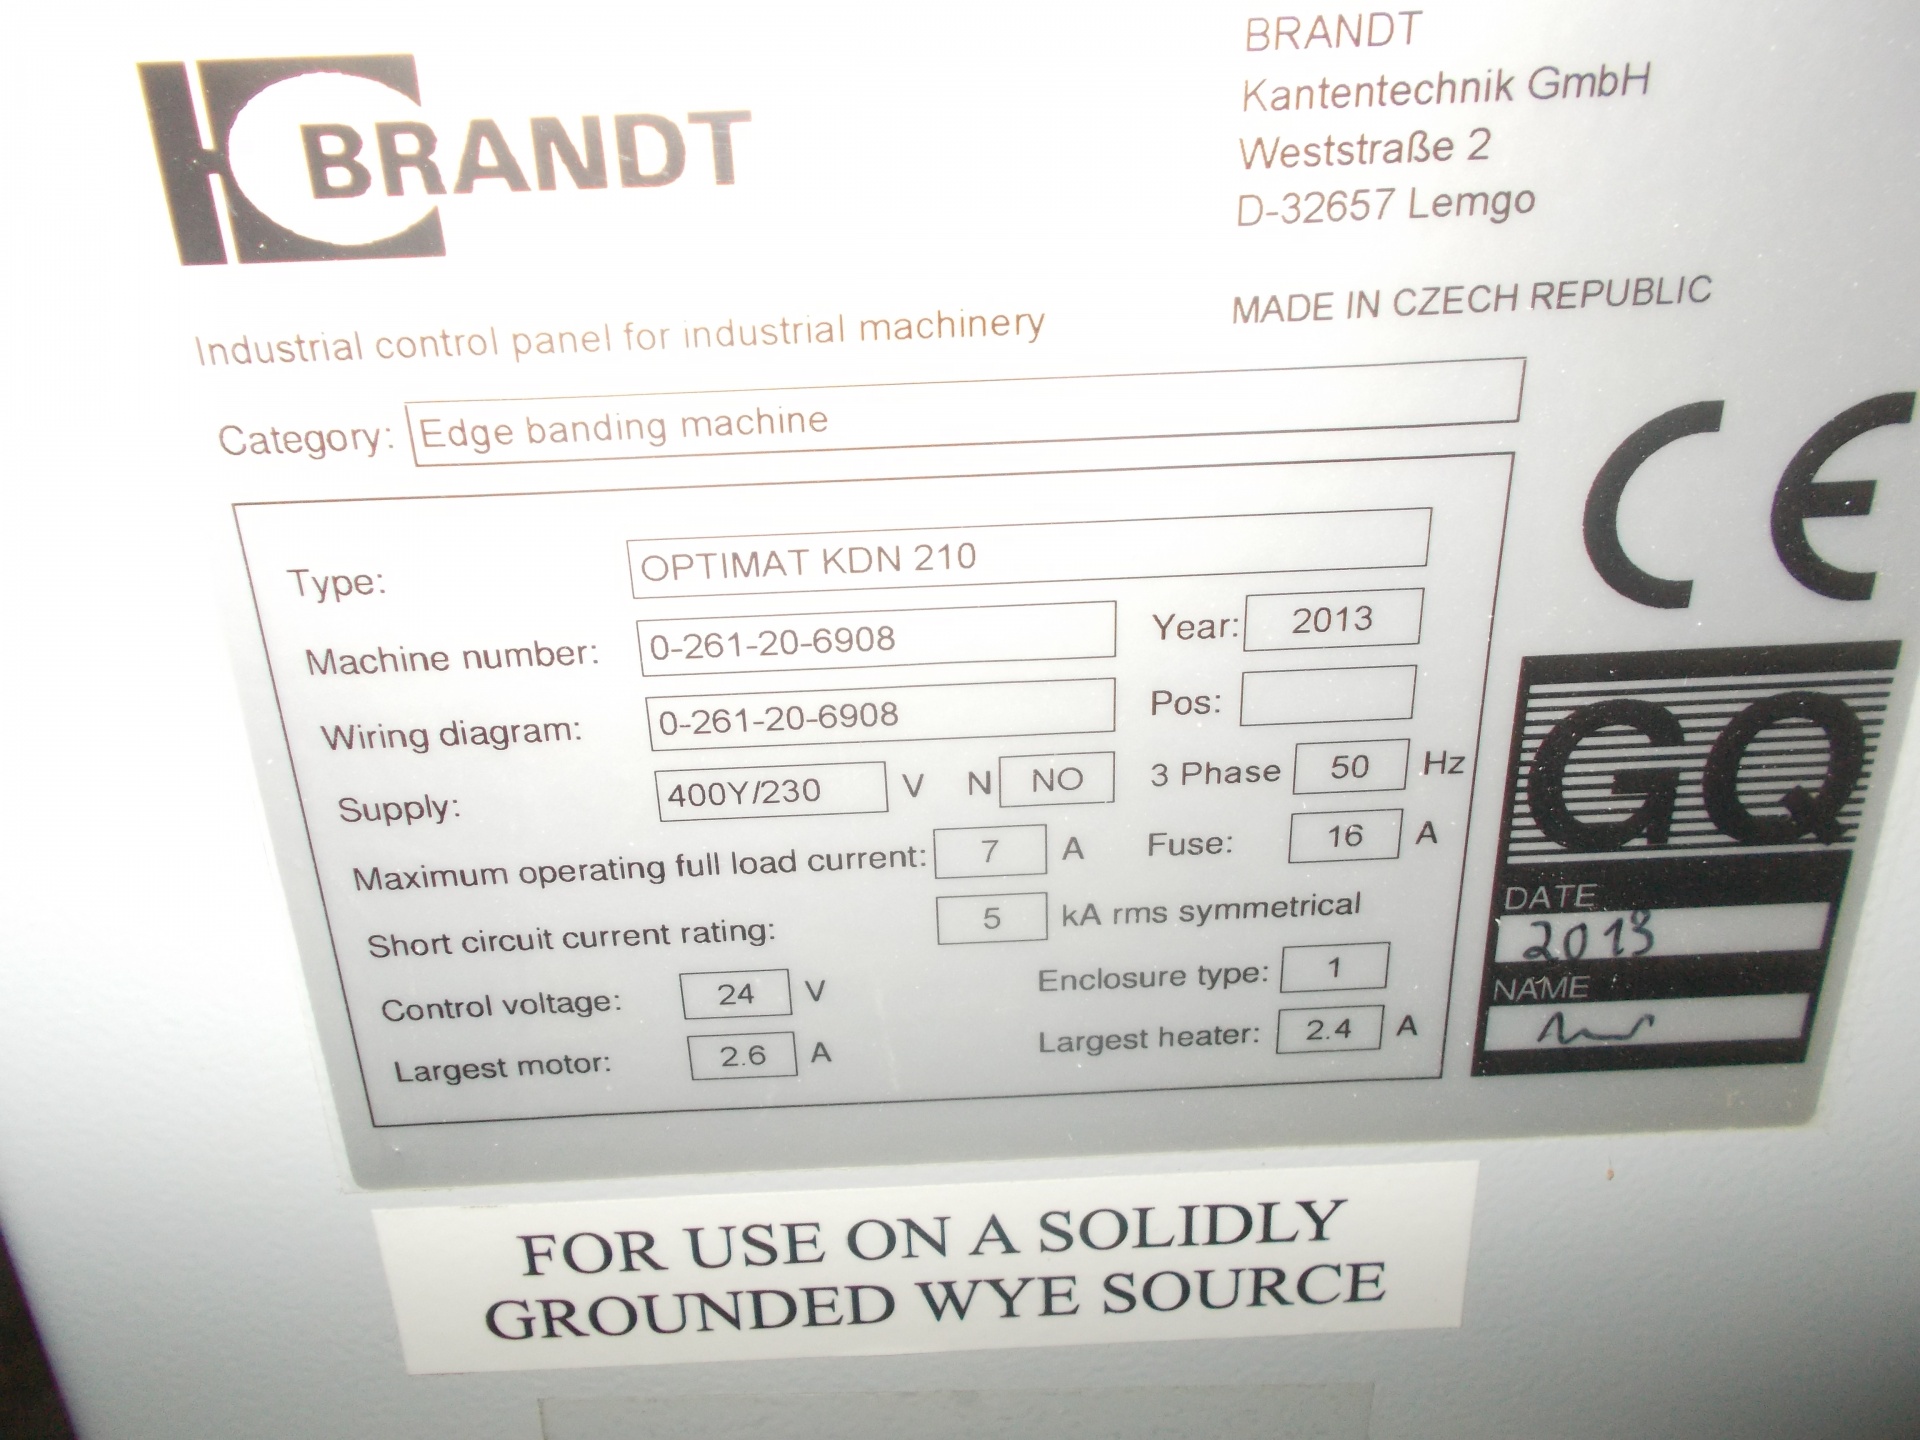 BRANDT
BRANDT
Kantentechnik GmbH
Weststraße 2
D-32657 Lemgo
MADE IN CZECH REPUBLIC
Industrial control panel for industrial machinery
Category: Edge banding machine
CE
Type: OPTIMAT KDN 210
Machine number: 0-261-20-6908 Year: 2013
Wiring diagram: 0-261-20-6908 Pos:
Supply: 400Y/230 V N NO 3 Phase 50 Hz
Maximum operating full load current: 7 A Fuse: 16 A
Short circuit current rating: 5 kA rms symmetrical
Control voltage: 24 V Enclosure type: 1
Largest motor: 2.6 A Largest heater: 2.4 A
GQ
DATE
2013
NAME
FOR USE ON A SOLIDLY
GROUNDED WYE SOURCE